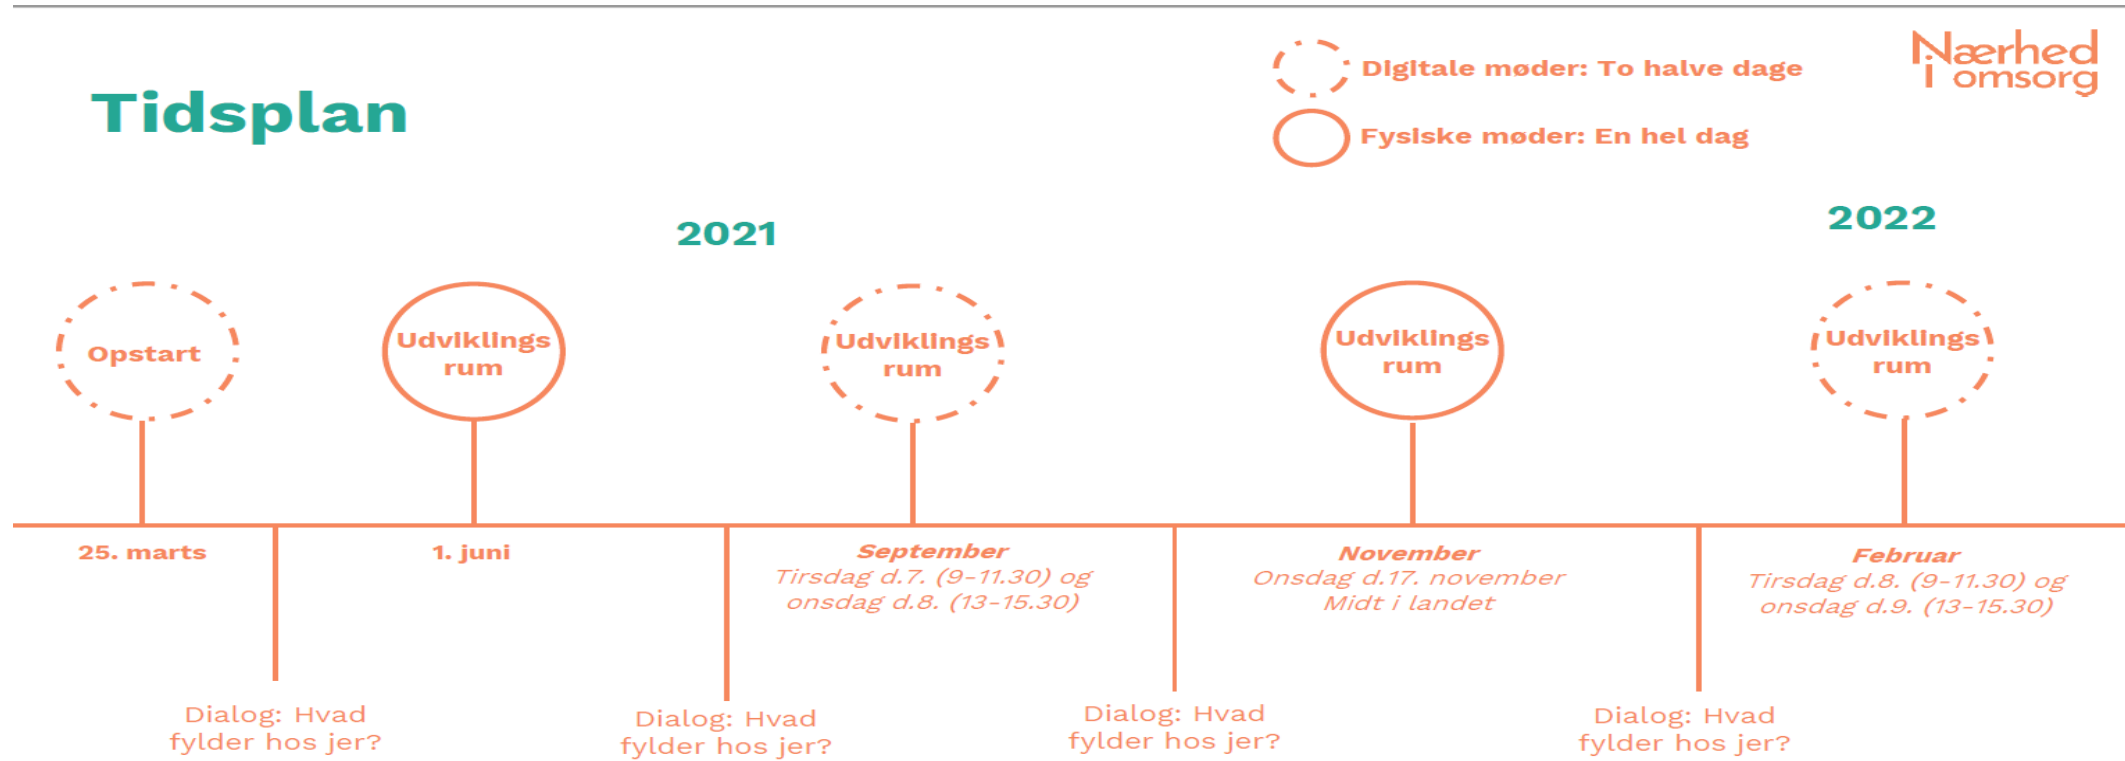 Tidsplan
Digitale møder: To halve dage
Fysiske møder: En hel dag
Nærhed
i omsorg
2021
2022
Opstart
Udviklings
rum
Udviklings
rum
Udviklings
rum
Udviklings
rum
25. marts
1. juni
September
Tirsdag d.7. (9-11.30) og
onsdag d.8. (13-15.30)
November
Onsdag d.17. november
Midt i landet
Februar
Tirsdag d.8. (9-11.30) og
onsdag d.9. (13-15.30)
Dialog: Hvad
fylder hos jer?
Dialog: Hvad
fylder hos jer?
Dialog: Hvad
fylder hos jer?
Dialog: Hvad
fylder hos jer?